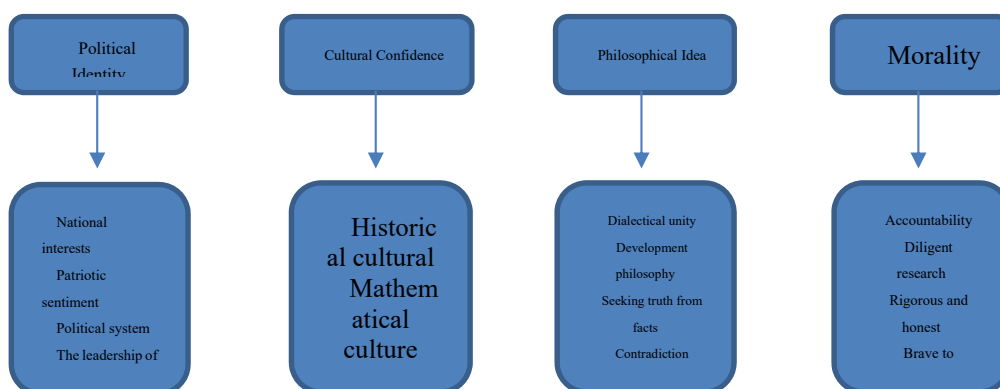 Political
Identity
Cultural Confidence
Philosophical Idea
Morality
National
interests
Patriotic
sentiment
Political system
The leadership of
Historic
al cultural
Mathem
atical
culture
Dialectical unity
Development
philosophy
Seeking truth from
facts
Contradiction
Accountability
Diligent
research
Rigorous and
honest
Brave to